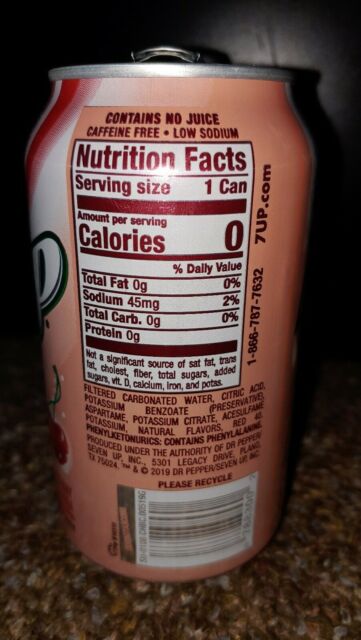 CONTAINS NO JUICE
CAFFEINE FREE • LOW SODIUM
Nutrition Facts
Serving size 1 Can
Amount per serving
Calories 0
% Daily Value
Total Fat 0g 0%
Sodium 45mg 2%
Total Carb. 0g 0%
Protein 0g
Not a significant source of sat fat, trans
fat, cholest, fiber, total sugars, added
sugars, vit. D, calcium, iron, and potas.
FILTERED CARBONATED WATER, CITRIC ACID,
POTASSIUM BENZOATE (PRESERVATIVE),
ASPARTAME, POTASSIUM CITRATE, ACESULFAME
POTASSIUM, NATURAL FLAVORS, RED 40.
PHENYLKETONURICS: CONTAINS PHENYLALANINE.
PRODUCED UNDER THE AUTHORITY OF DR PEPPER/
SEVEN UP, INC., 5301 LEGACY DRIVE, PLANO,
TX 75024. ™ & © 2019 DR PEPPER/SEVEN UP, INC.
PLEASE RECYCLE
1-866-787-7632 7UP.com